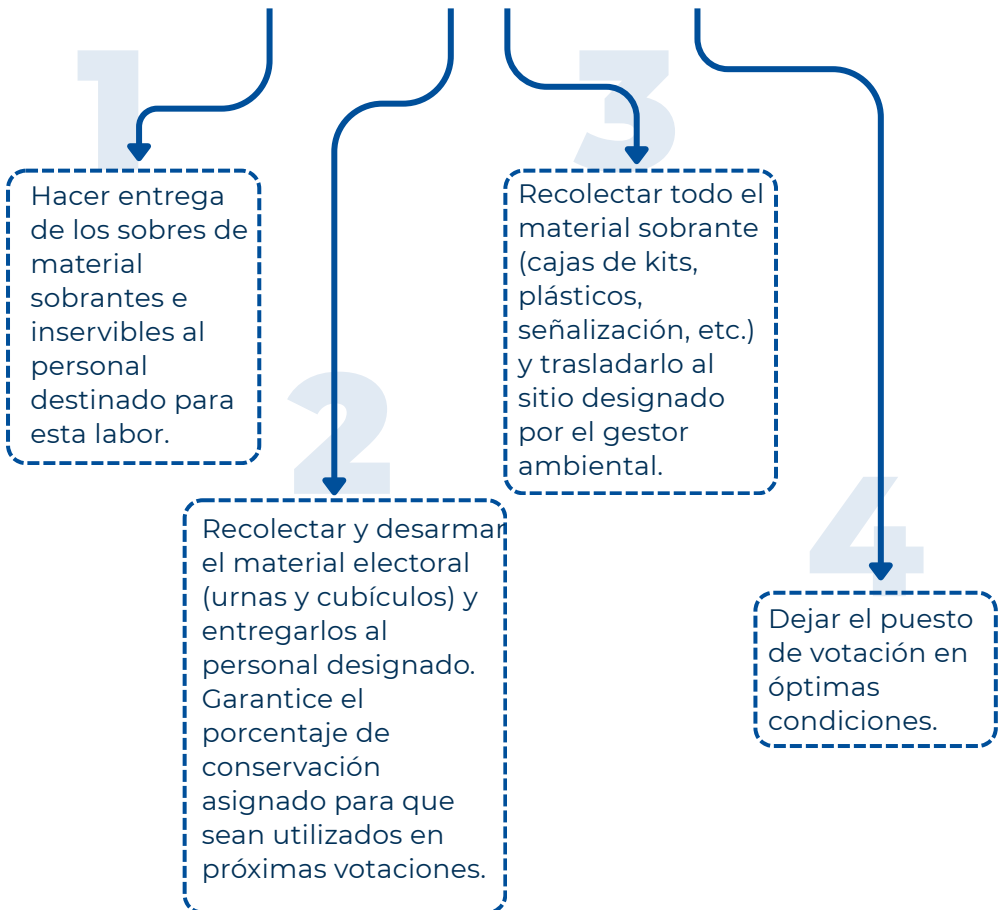 1
Hacer entrega
de los sobres de
material
sobrantes e
inservibles al
personal
destinado para
esta labor.
2
Recolectar y desarmar
el material electoral
(urnas y cubículos) y
entregarlos al
personal designado.
Garantice el
porcentaje de
conservación
asignado para que
sean utilizados en
próximas votaciones.
3
Recolectar todo el
material sobrante
(cajas de kits,
plásticos,
señalización, etc.)
y trasladarlo al
sitio designado
por el gestor
ambiental.
4
Dejar el puesto
de votación en
óptimas
condiciones.